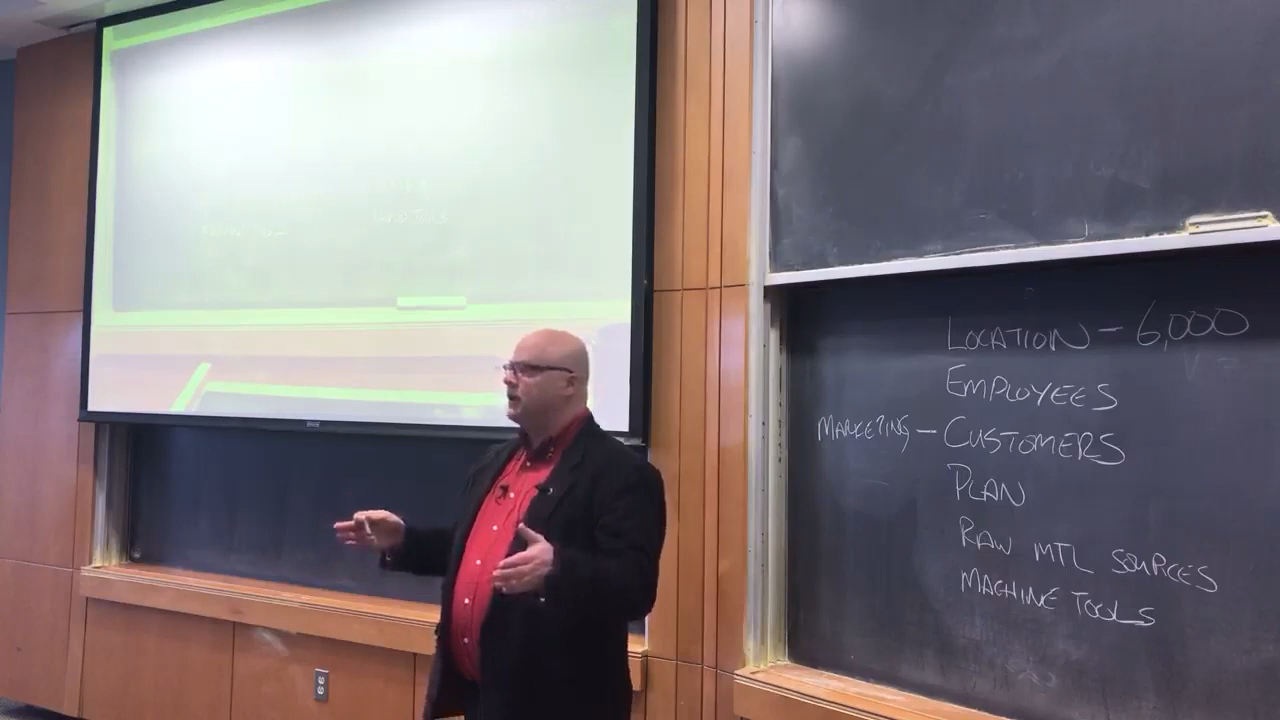 LOCATION - 6,000
EMPLOYEES
MARKETING - CUSTOMERS
PLAN
RAW MTL SOURCES
MACHINE TOOLS